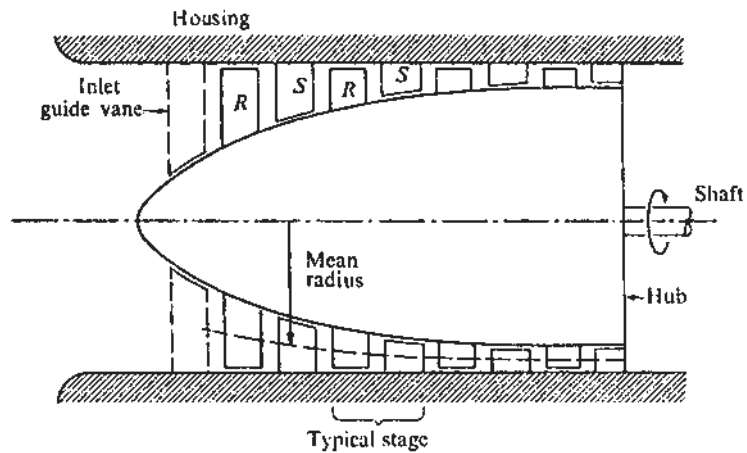 Housing
Inlet
guide vane
R
S
R
S
Shaft
Mean
radius
Hub
Typical stage